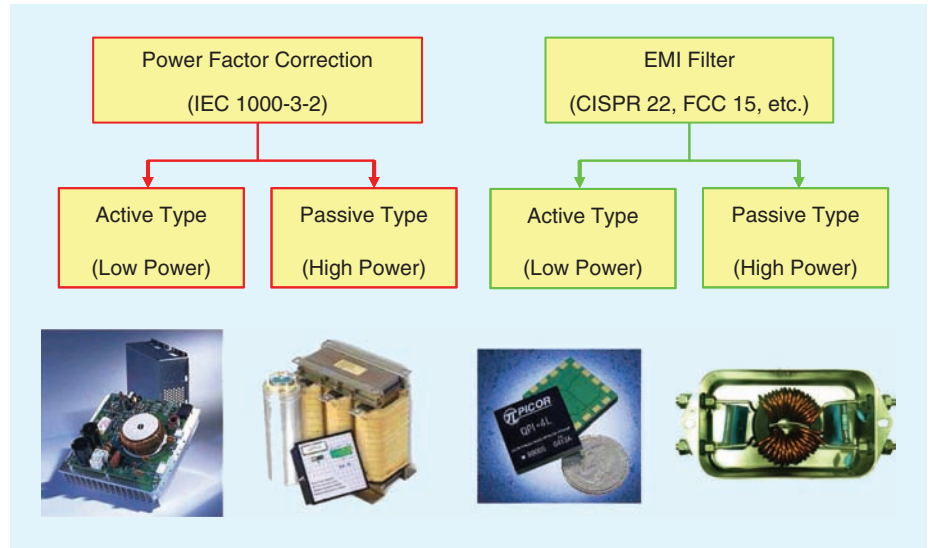 Power Factor Correction
(IEC 1000-3-2)
EMI Filter
(CISPR 22, FCC 15, etc.)
Active Type
(Low Power)
Passive Type
(High Power)
Active Type
(Low Power)
Passive Type
(High Power)
PICOR
QPI-4L